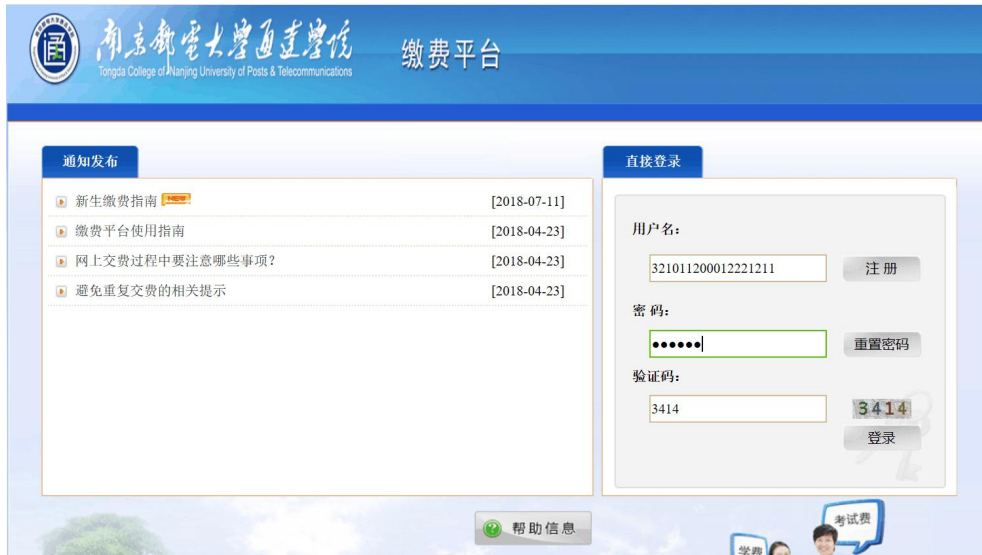 南京邮电大学通达学院
Tongda College of Nanjing University of Posts & Telecommunications
缴费平台
通知发布
新生缴费指南 NEW [2018-07-11]
缴费平台使用指南 [2018-04-23]
网上交费过程中要注意哪些事项? [2018-04-23]
避免重复交费的相关提示 [2018-04-23]
直接登录
用户名:
321011200012221211 注册
密 码:
●●●●●● 重置密码
验证码:
3414 3414
登录
帮助信息
学费
考试费